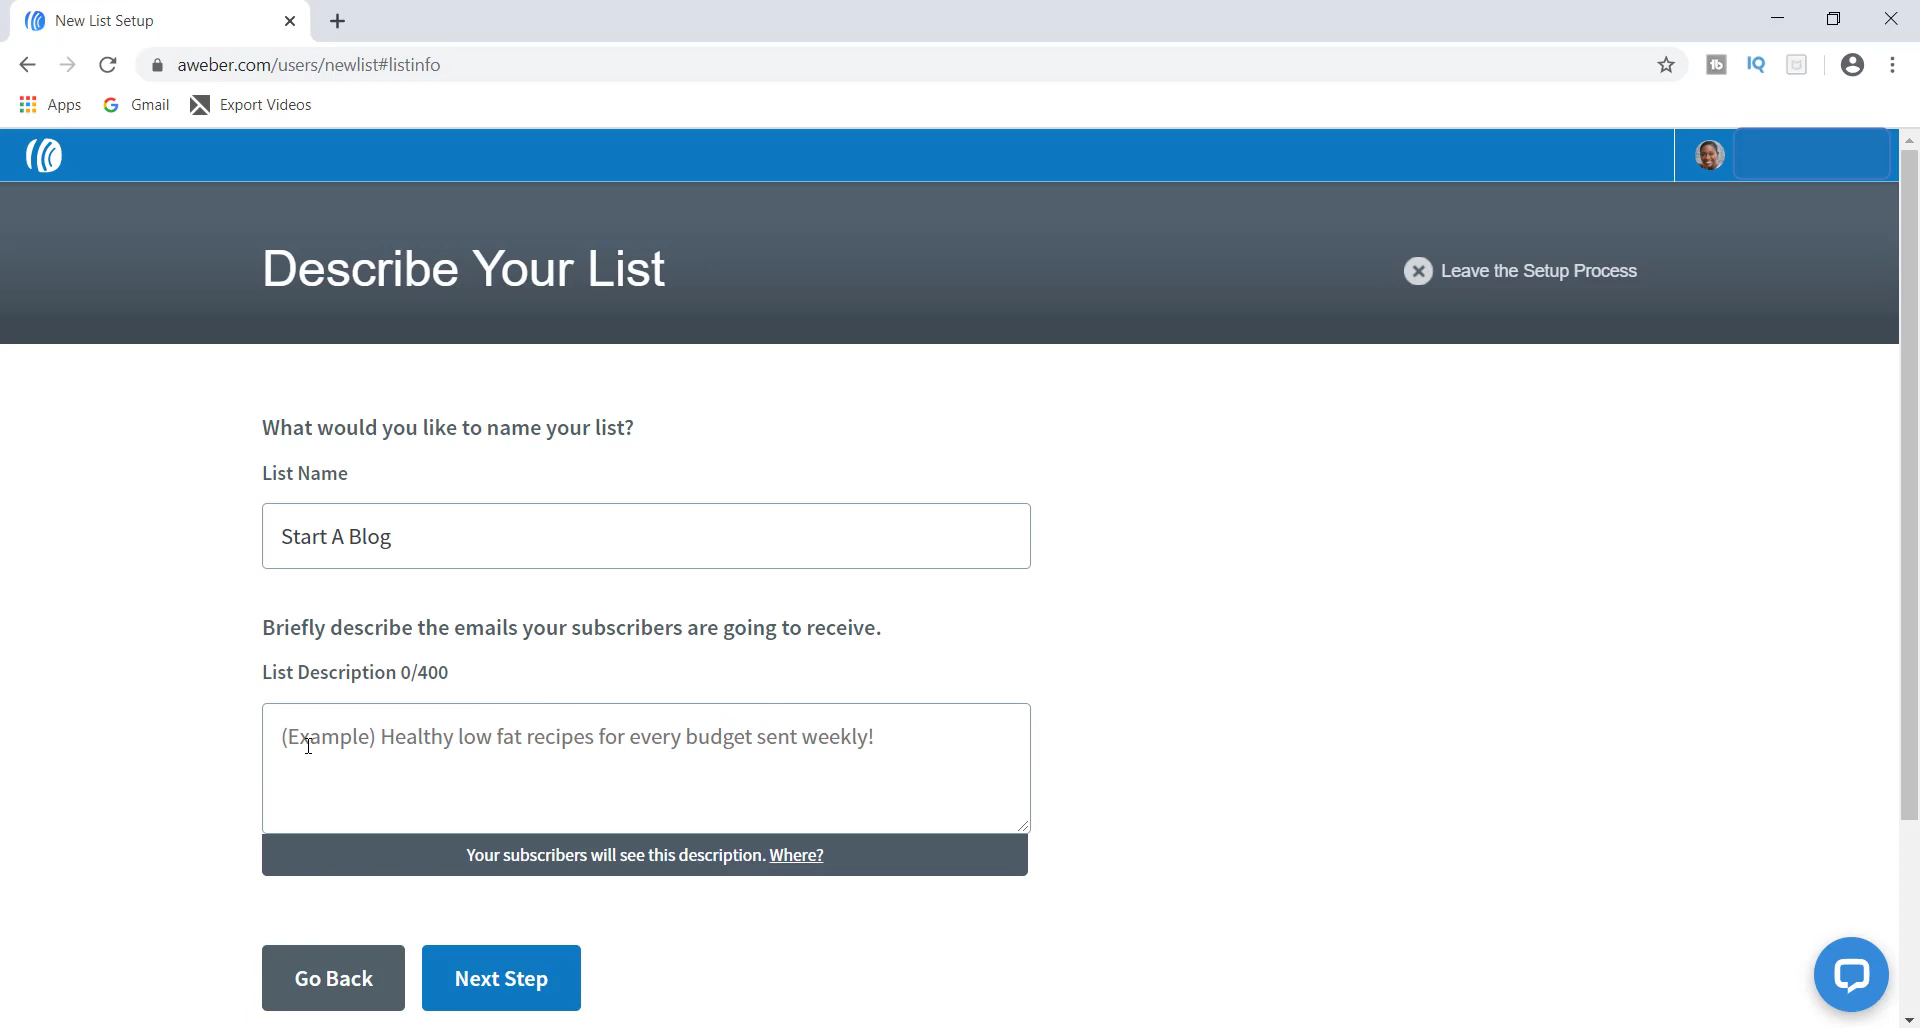 New List Setup
aweber.com/users/newlist#listinfo
Apps
Gmail
Export Videos
Describe Your List
Leave the Setup Process
What would you like to name your list?
List Name
Start A Blog
Briefly describe the emails your subscribers are going to receive.
List Description 0/400
(Example) Healthy low fat recipes for every budget sent weekly!
Your subscribers will see this description. Where?
Go Back
Next Step